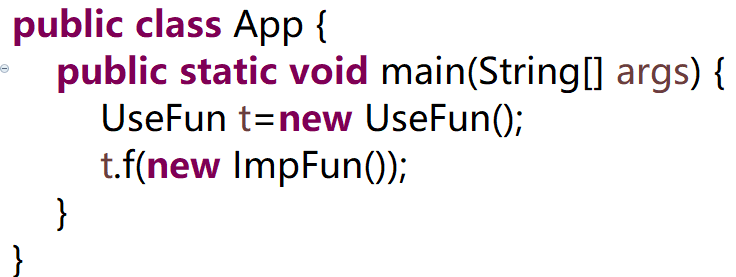 public class App {
public static void main(String[] args) {
UseFun t=new UseFun();
t.f(new ImpFun());
}
}